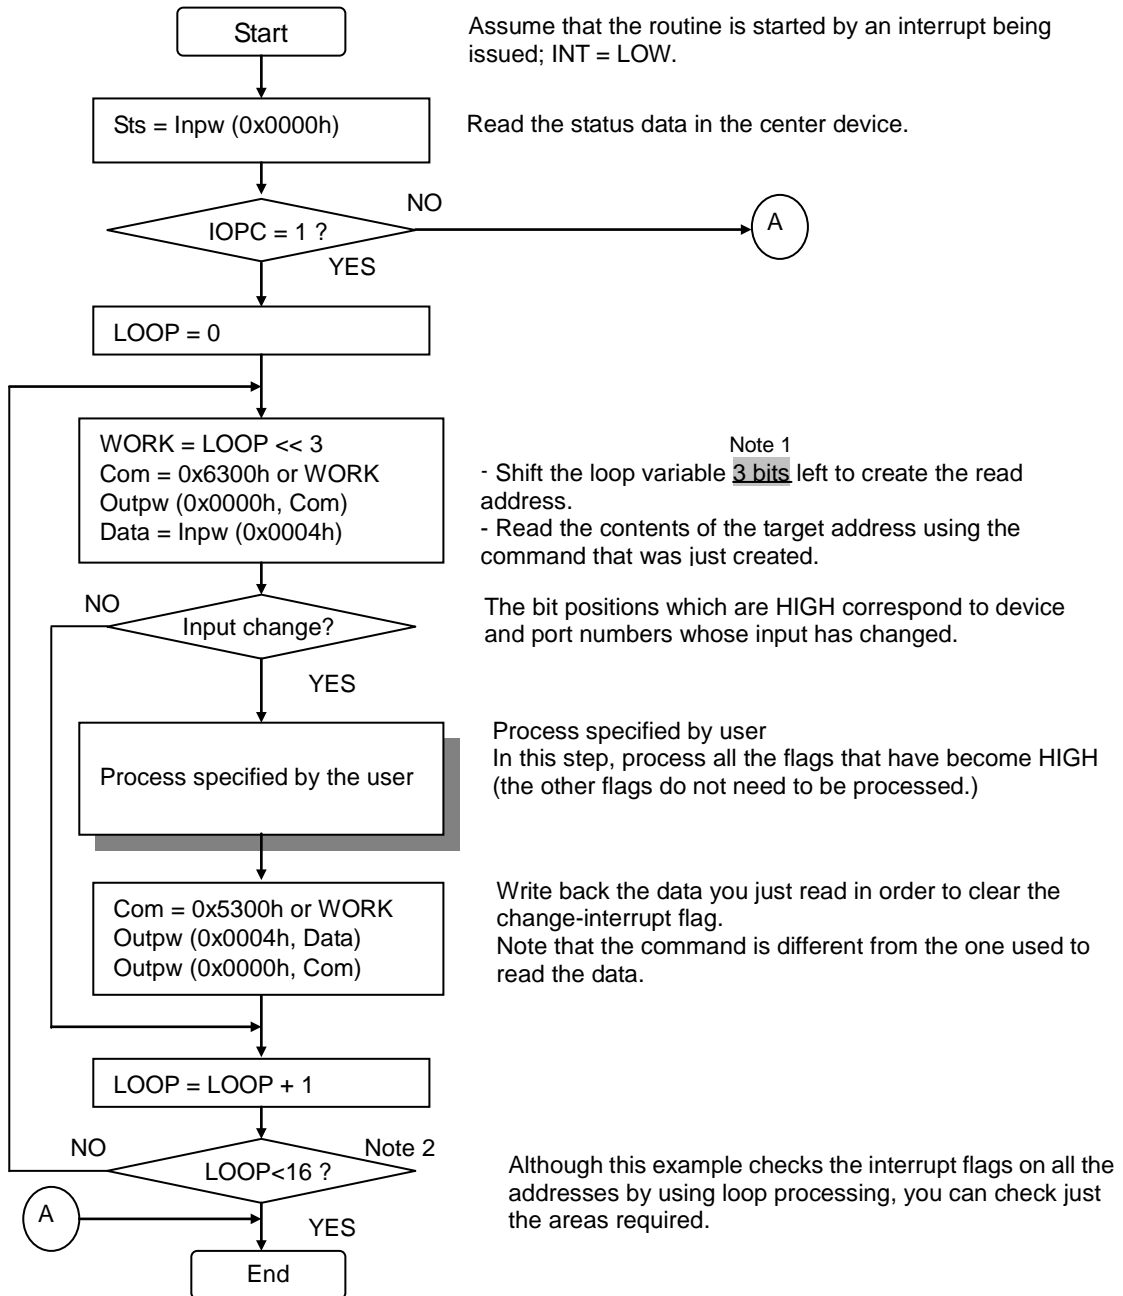 Start
Assume that the routine is started by an interrupt being
issued; INT = LOW.
Sts = Inpw (0x0000h)
Read the status data in the center device.
IOPC = 1 ?
NO
A
YES
LOOP = 0
WORK = LOOP << 3
Com = 0x6300h or WORK
Outpw (0x0000h, Com)
Data = Inpw (0x0004h)
Note 1
- Shift the loop variable 3 bits left to create the read
address.
- Read the contents of the target address using the
command that was just created.
NO
Input change?
YES
The bit positions which are HIGH correspond to device
and port numbers whose input has changed.
Process specified by the user
Process specified by user
In this step, process all the flags that have become HIGH
(the other flags do not need to be processed.)
Com = 0x5300h or WORK
Outpw (0x0004h, Data)
Outpw (0x0000h, Com)
Write back the data you just read in order to clear the
change-interrupt flag.
Note that the command is different from the one used to
read the data.
LOOP = LOOP + 1
NO
LOOP<16 ?
Note 2
Although this example checks the interrupt flags on all the
addresses by using loop processing, you can check just
the areas required.
A
YES
End